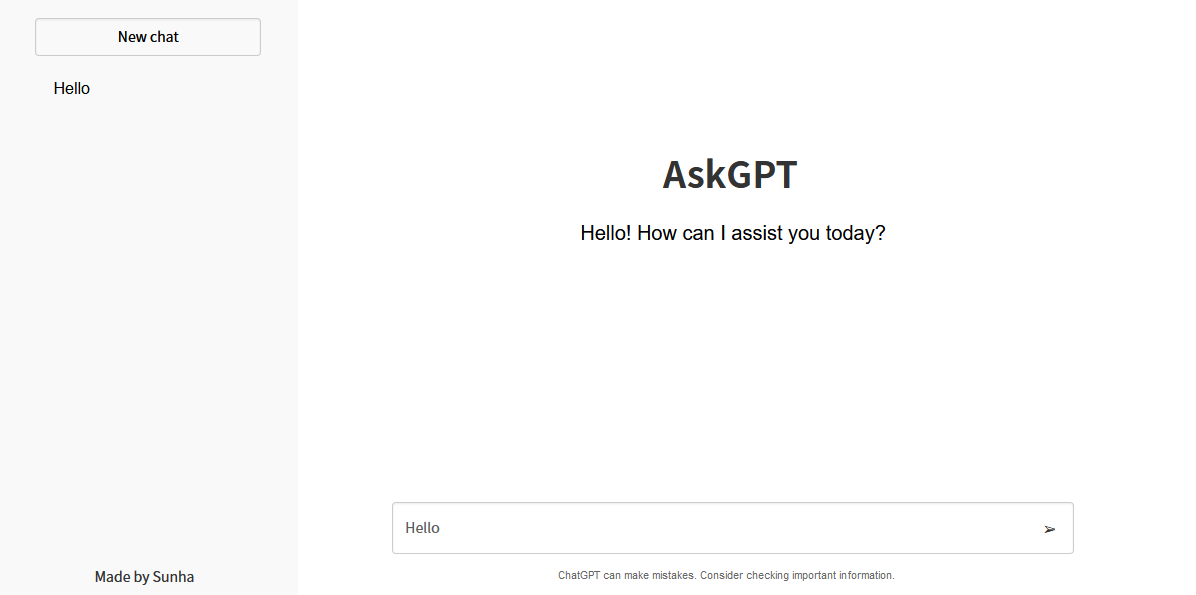 New chat
Hello
Made by Sunha
AskGPT
Hello! How can I assist you today?
Hello
ChatGPT can make mistakes. Consider checking important information.